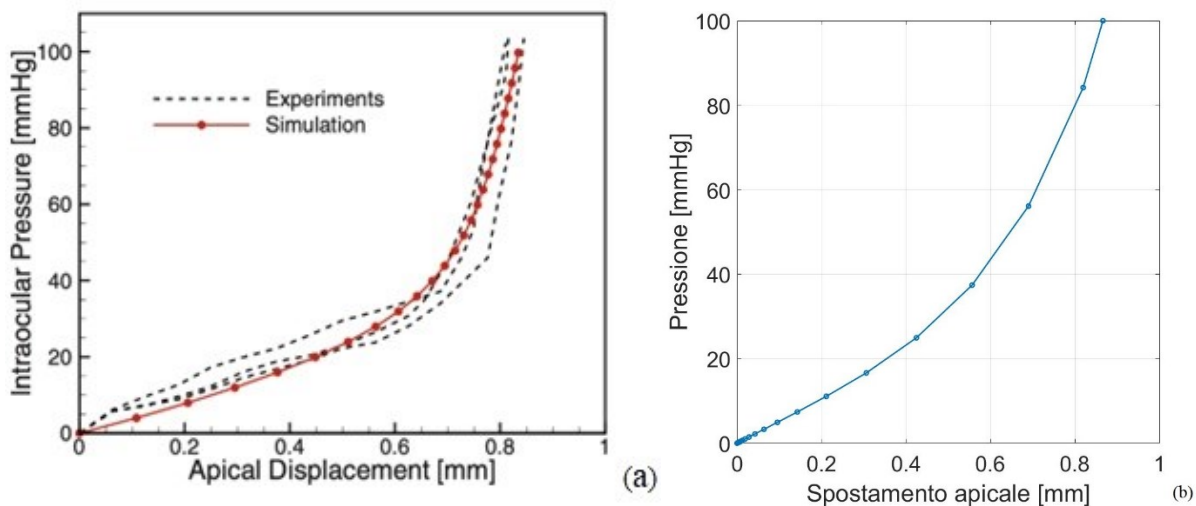 Intraocular Pressure [mmHg]
100
80
60
40
20
0
Experiments
Simulation
0 0.2 0.4 0.6 0.8 1
Apical Displacement [mm]
(a)
Pressione [mmHg]
100
80
60
40
20
0
0 0.2 0.4 0.6 0.8 1
Spostamento apicale [mm]
(b)